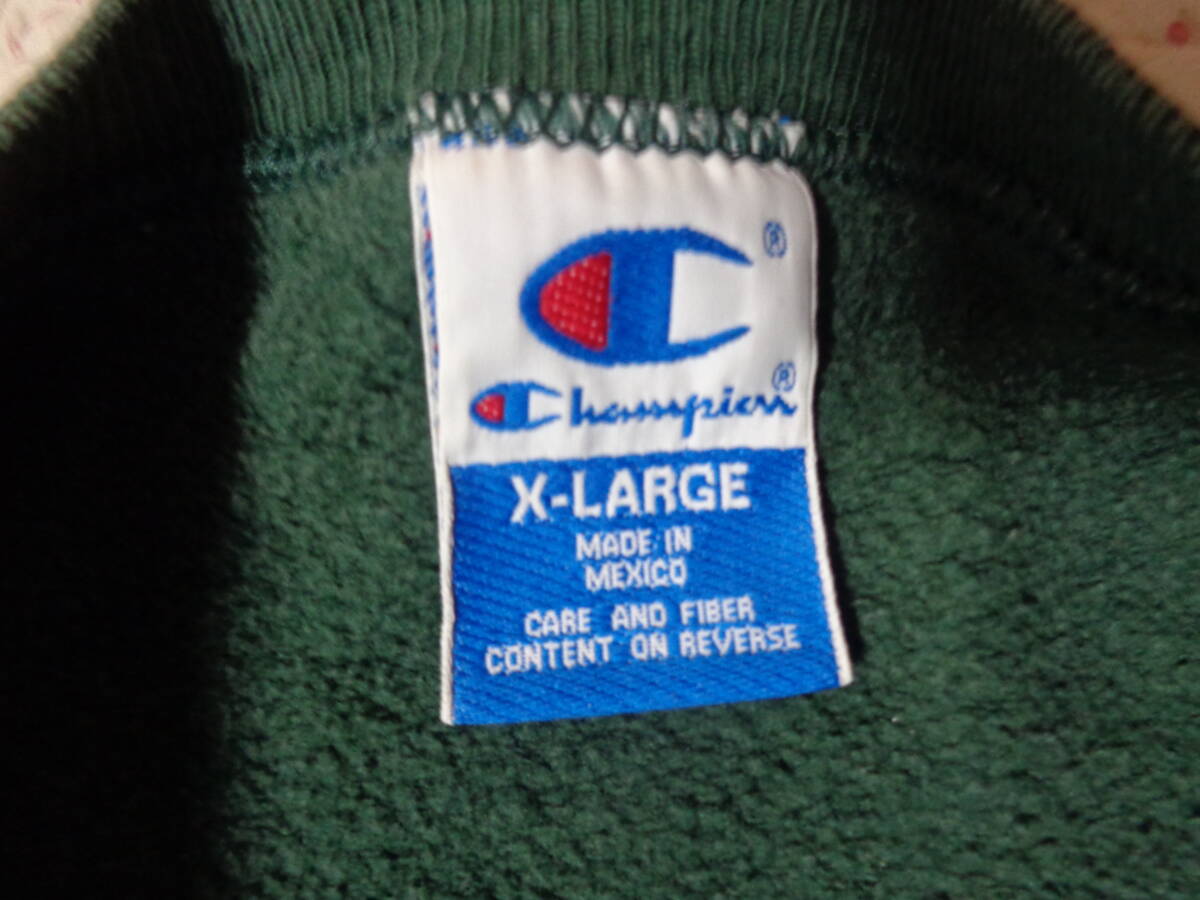 ®
®
Champion
X-LARGE
MADE IN
MEXICO
CARE AND FIBER
CONTENT ON REVERSE